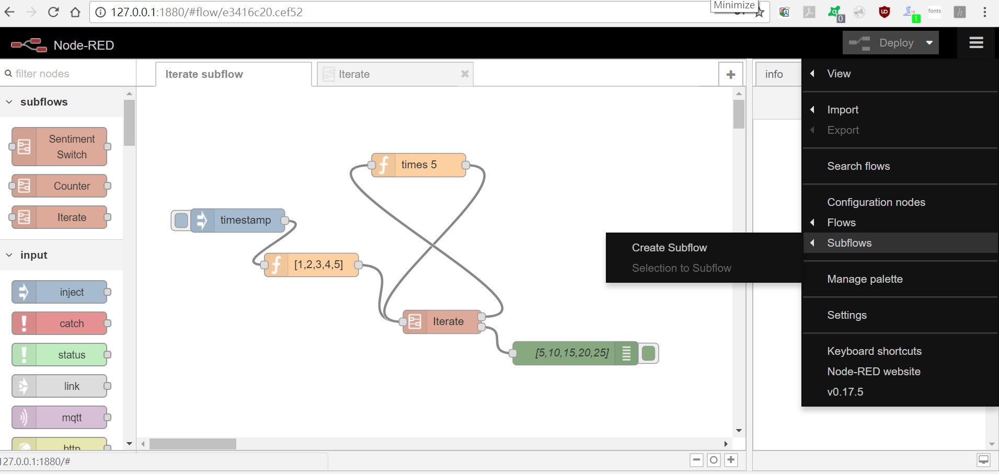 Minimize
127.0.0.1:1880/#flow/e3416c20.cef52
TW
0
uo
1
fonts
h
Node-RED
Deploy
filter nodes
Iterate subflow
Iterate
info
subflows
Sentiment
Switch
Counter
Iterate
input
inject
catch
status
link
mqtt
http
timestamp
[1,2,3,4,5]
times 5
Iterate
[5,10,15,20,25]
View
Import
Export
Search flows
Configuration nodes
Flows
Subflows
Create Subflow
Selection to Subflow
Manage palette
Settings
Keyboard shortcuts
Node-RED website
v0.17.5
127.0.0.1:1880/#